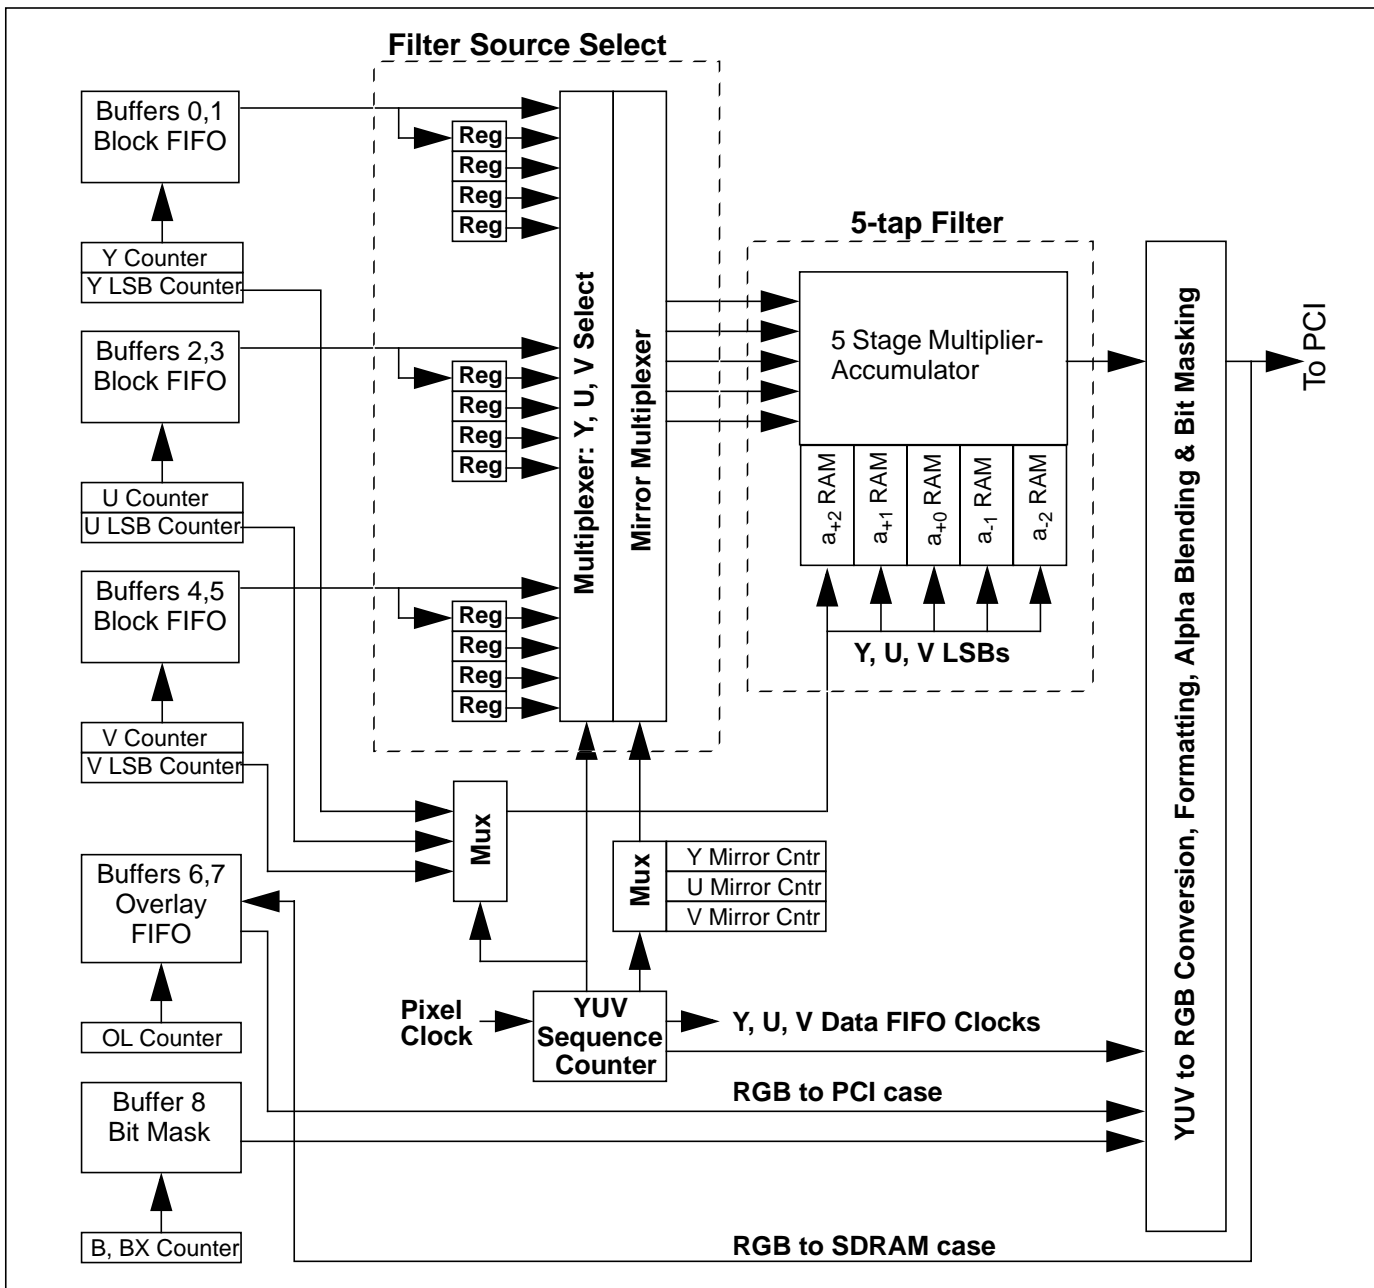 Filter Source Select
Buffers 0,1
Block FIFO
Reg
Reg
Reg
Reg
Y Counter
Y LSB Counter
Buffers 2,3
Block FIFO
Reg
Reg
Reg
Reg
U Counter
U LSB Counter
Buffers 4,5
Block FIFO
Reg
Reg
Reg
Reg
V Counter
V LSB Counter
Multiplexer: Y, U, V Select
Mirror Multiplexer
5-tap Filter
5 Stage Multiplier-
Accumulator
a+2 RAM
a+1 RAM
a+0 RAM
a-1 RAM
a-2 RAM
Y, U, V LSBs
YUV to RGB Conversion, Formatting, Alpha Blending & Bit Masking
To PCI
Mux
Mux
Y Mirror Cntr
U Mirror Cntr
V Mirror Cntr
Buffers 6,7
Overlay
FIFO
OL Counter
Pixel
Clock
YUV
Sequence
Counter
Y, U, V Data FIFO Clocks
RGB to PCI case
Buffer 8
Bit Mask
B, BX Counter
RGB to SDRAM case